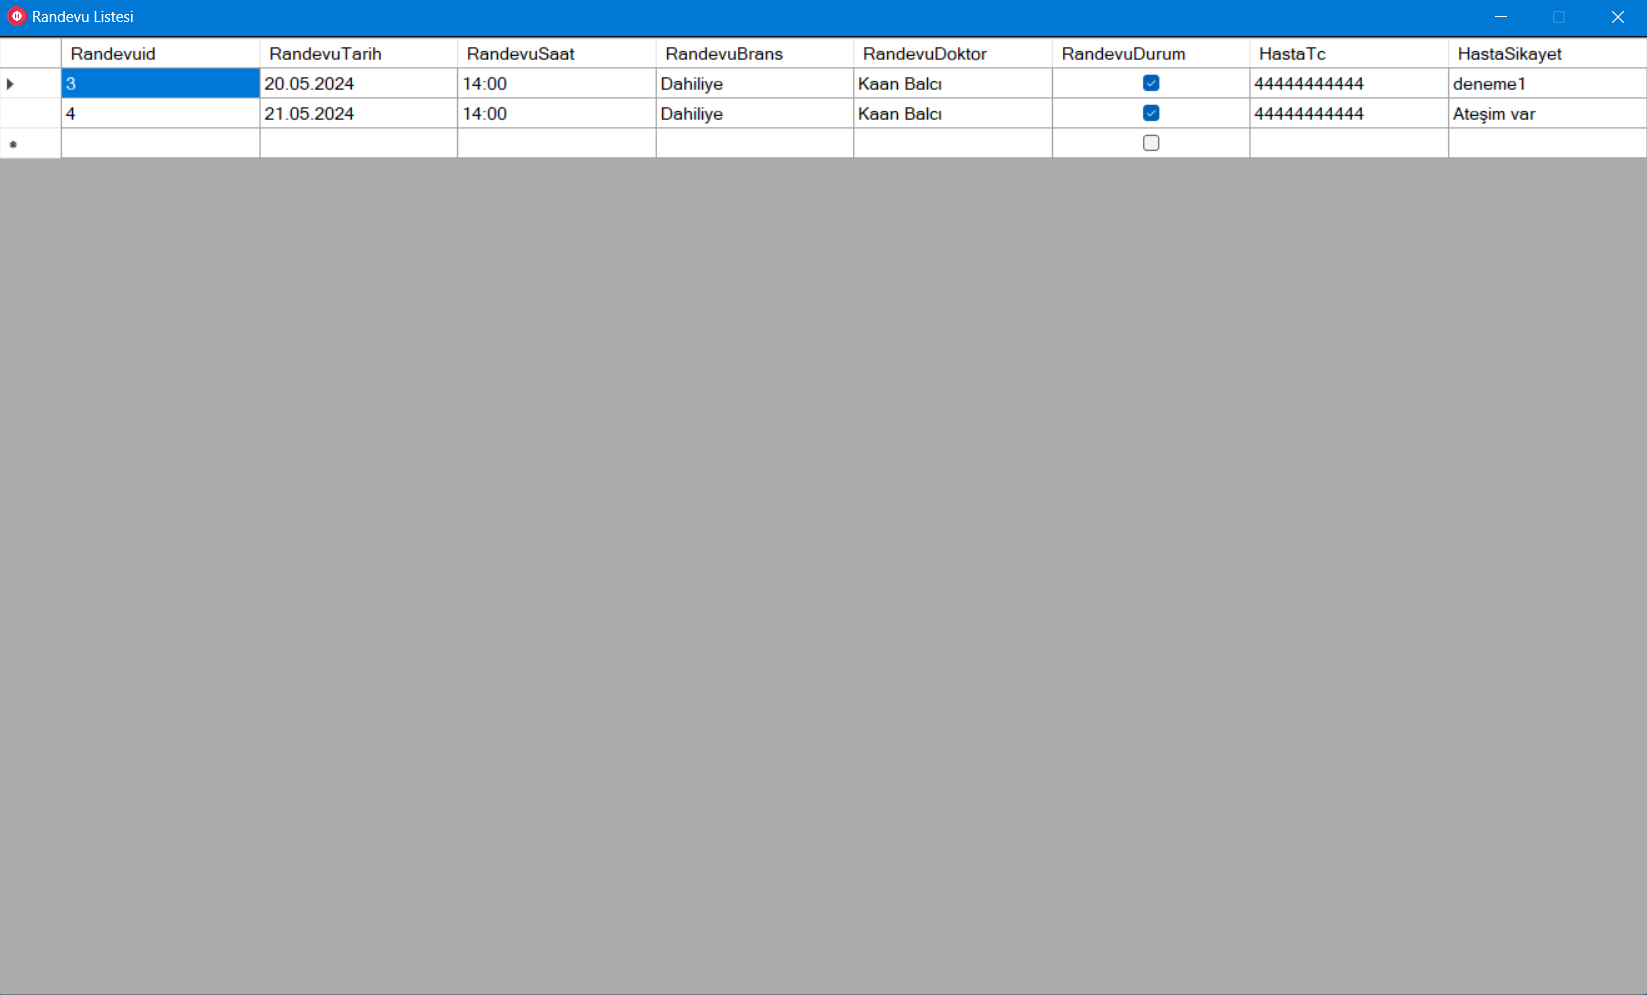 Randevu Listesi
Randevuid RandevuTarih RandevuSaat RandevuBrans RandevuDoktor RandevuDurum HastaTc HastaSikayet
3 20.05.2024 14:00 Dahiliye Kaan Balcı 44444444444 deneme1
4 21.05.2024 14:00 Dahiliye Kaan Balcı 44444444444 Ateşim var